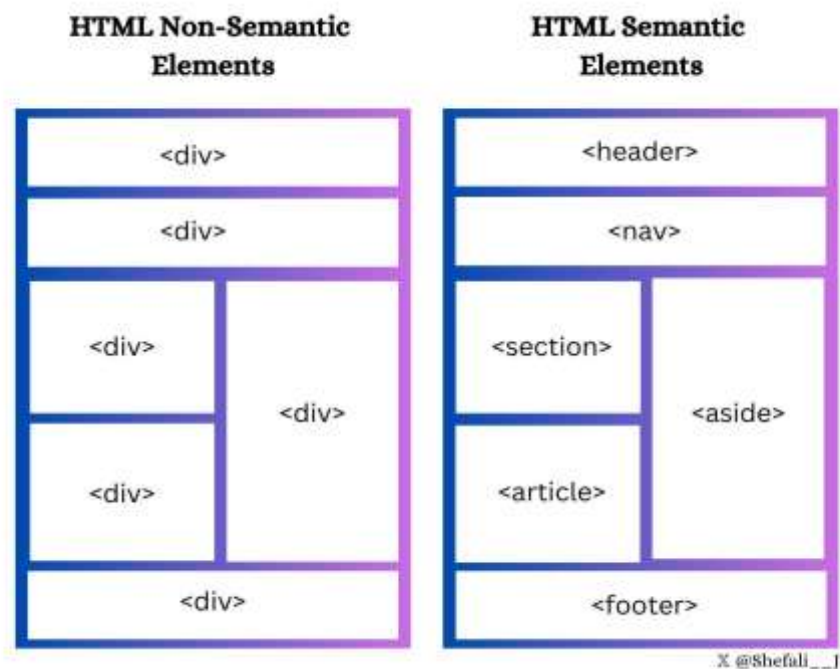 HTML Non-Semantic
Elements
<div>
<div>
<div>
<div>
<div>
<div>
HTML Semantic
Elements
<header>
<nav>
<section>
<aside>
<article>
<footer>
X @Shefali__J